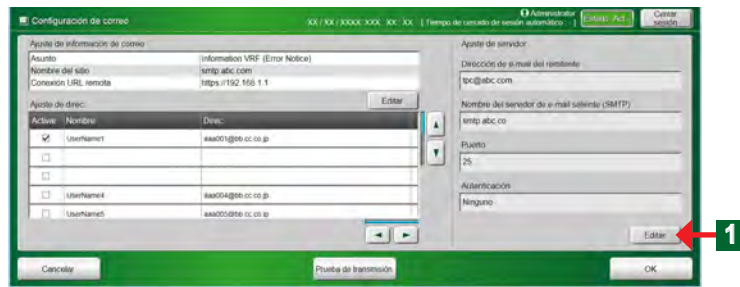 Configuración de correo
XX / XX / XXXX XXX XX: XX | Tiempo de cerrado de sesión automático: |
Administrator
Estado Act.
Cerrar
sesión
Ajuste de información de correo
Asunto Information VRF (Error Notice)
Nombre del sitio smtp.abc.com
Conexión URL remota https://192.168.1.1
Ajuste de direc.
Editar
Active Nombre Direc.
UserName1 aaa001@bb.cc.co.jp
UserName4 aaa004@bb.cc.co.jp
UserName5 aaa005@bb.cc.co.jp
Ajuste de servidor
Dirección de e-mail del remitente
tpc@abc.com
Nombre del servidor de e-mail saliente (SMTP)
smtp.abc.co
Puerto
25
Autenticación
Ninguno
Editar
1
Cancelar
Prueba de transmisión
OK